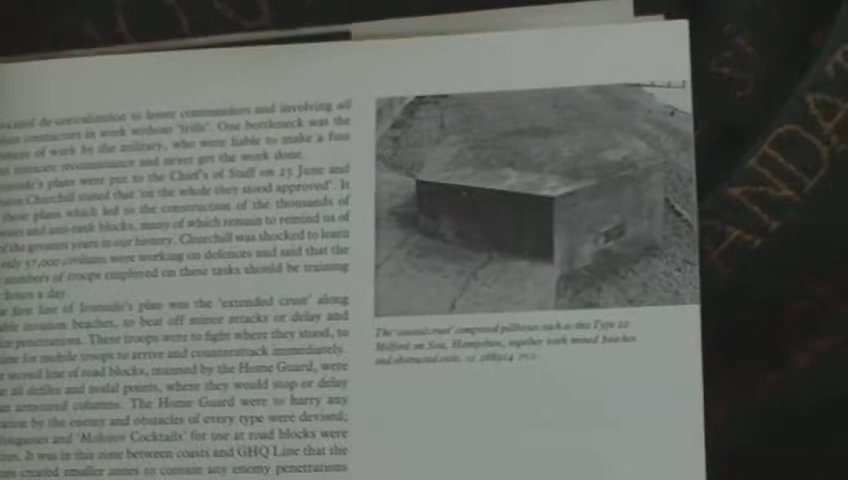 de-centralization to lesser commanders and involving all
contractors in work without 'frills'. One bottleneck was the
of work by the military, who were liable to make a fuss
reconnaissance and never get the work done.
plans were put to the Chiefs of Staff on 25 June and
Churchill stated that 'on the whole they stood approved'. It
these plans which led to the construction of the thousands of
and anti-tank blocks, many of which remain to remind us of
of the greatest years in our history. Churchill was shocked to learn
only 57,000 civilians were working on defences and said that the
numbers of troops employed on these tasks should be training
hours a day.
first line of Ironside's plan was the 'extended crust' along
invasion beaches, to beat off minor attacks or delay and
penetrations. These troops were to fight where they stood, to
time for mobile troops to arrive and counterattack immediately.
second line of road blocks, manned by the Home Guard, were
at all defiles and nodal points, where they would stop or delay
armoured columns. The Home Guard were to harry any
by the enemy and obstacles of every type were devised;
and 'Molotov Cocktails' for use at road blocks were
It was in this zone between coasts and GHQ Line that the
created smaller zones to contain any enemy penetrations
The 'coastal crust' comprised pillboxes such as this Type 22
Milford on Sea, Hampshire, together with mined beaches
and obstructed exits.
ANDA